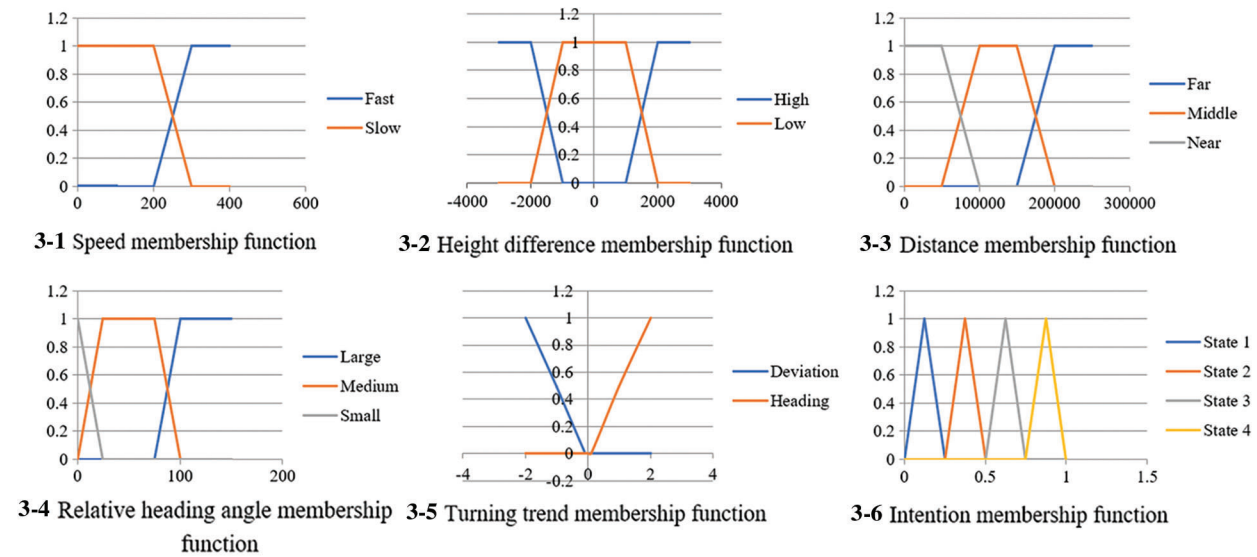 1.2
1
0.8
0.6
0.4
0.2
0
0 200 400 600
Fast
Slow
3-1 Speed membership function
1.2
1
0.8
0.6
0.4
0.2
0
-4000 -2000 0 2000 4000
High
Low
3-2 Height difference membership function
1.2
1
0.8
0.6
0.4
0.2
0
0 100000 200000 300000
Far
Middle
Near
3-3 Distance membership function
1.2
1
0.8
0.6
0.4
0.2
0
0 100 200
Large
Medium
Small
3-4 Relative heading angle membership
function
1.2
1
0.8
0.6
0.4
0.2
0
-0.2
-4 -2 0 2 4
Deviation
Heading
3-5 Turning trend membership function
1.2
1
0.8
0.6
0.4
0.2
0
0 0.5 1 1.5
State 1
State 2
State 3
State 4
3-6 Intention membership function